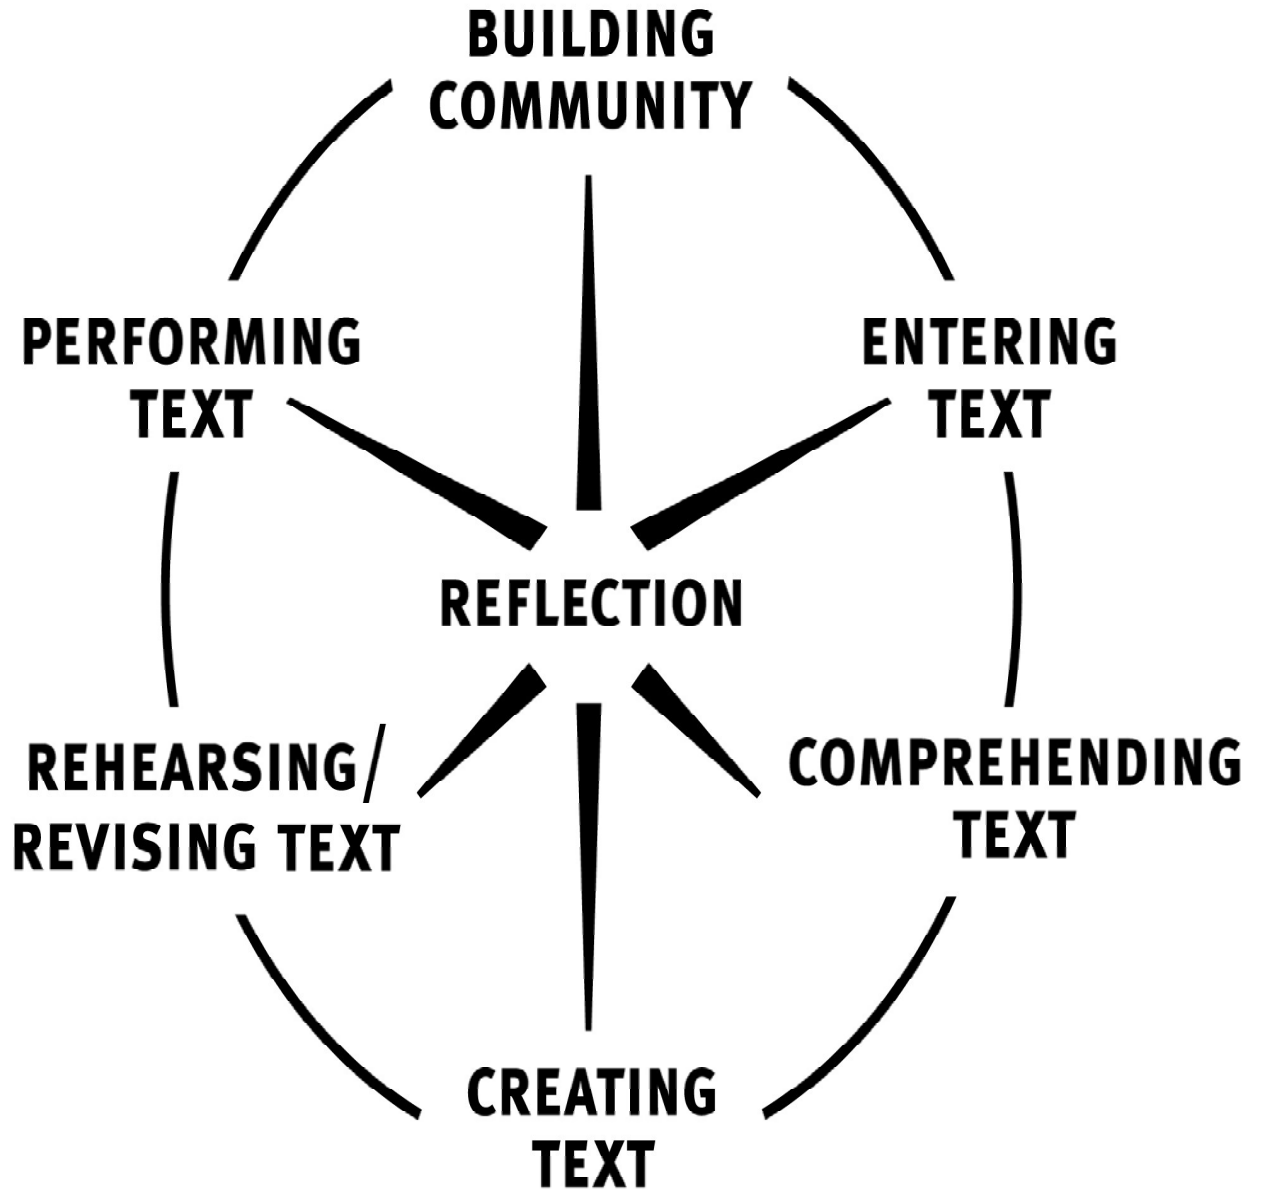 BUILDING
COMMUNITY
PERFORMING
TEXT
ENTERING
TEXT
REFLECTION
REHEARSING/
REVISING TEXT
COMPREHENDING
TEXT
CREATING
TEXT